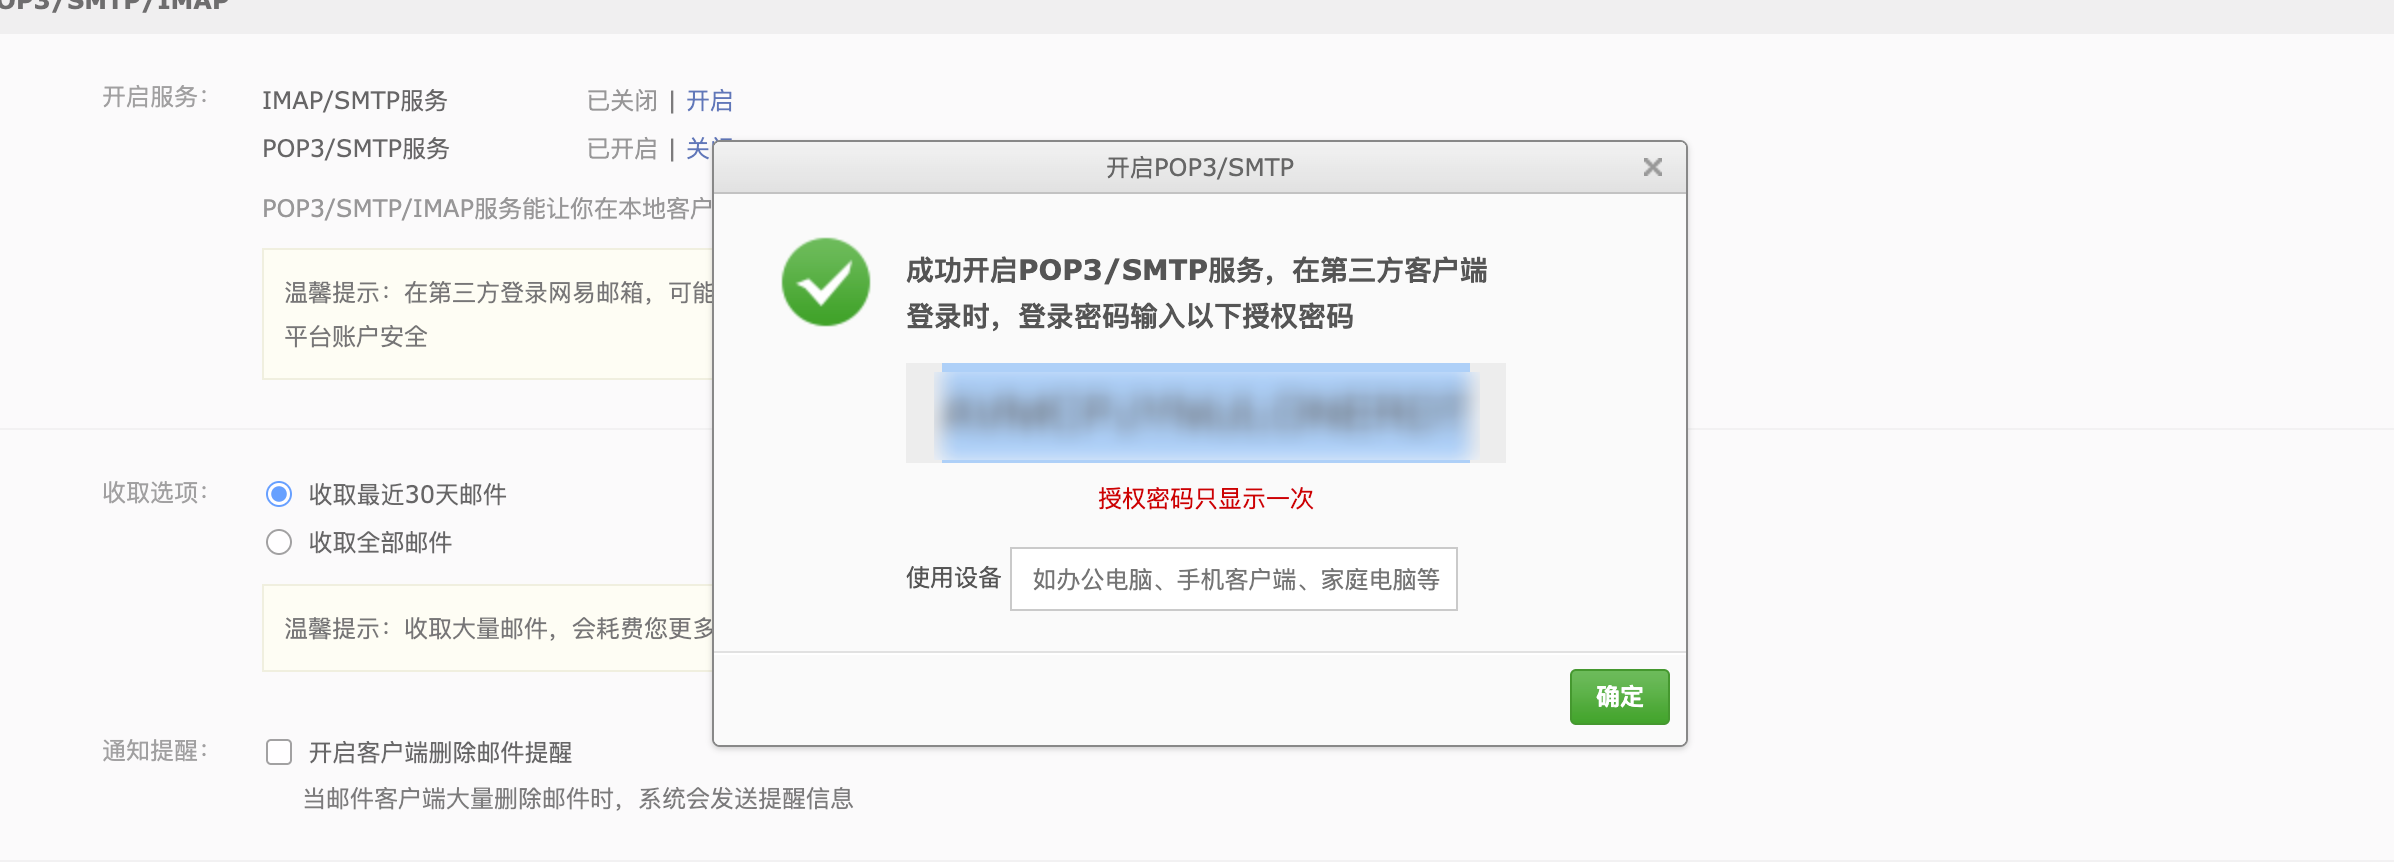 POP3/SMTP/IMAP
开启服务：
IMAP/SMTP服务 已关闭 | 开启
POP3/SMTP服务 已开启 | 关闭
POP3/SMTP/IMAP服务能让你在本地客户
温馨提示：在第三方登录网易邮箱，可能
平台账户安全
收取选项：
收取最近30天邮件
收取全部邮件
温馨提示：收取大量邮件，会耗费您更多
通知提醒：
开启客户端删除邮件提醒
当邮件客户端大量删除邮件时，系统会发送提醒信息
开启POP3/SMTP
成功开启POP3/SMTP服务，在第三方客户端
登录时，登录密码输入以下授权密码
授权密码只显示一次
使用设备 如办公电脑、手机客户端、家庭电脑等
确定